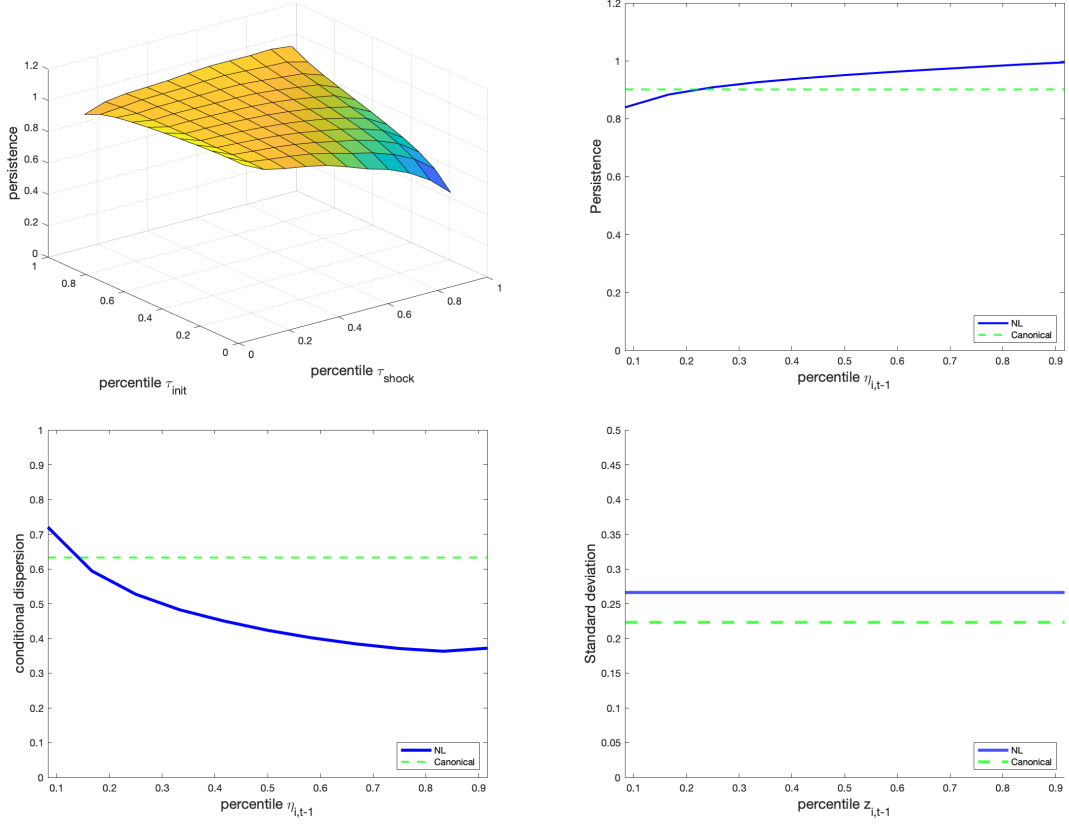 1.2
1
0.8
0.6
0.4
0.2
0
persistence
1
0.8
0.6
0.4
0.2
0
percentile τinit
0
0.2
0.4
0.6
0.8
1
percentile τshock
1.2
1
0.8
0.6
0.4
0.2
0
Persistence
NL
Canonical
0.1 0.2 0.3 0.4 0.5 0.6 0.7 0.8 0.9
percentile ηi,t-1
1
0.9
0.8
0.7
0.6
0.5
0.4
0.3
0.2
0.1
0
conditional dispersion
NL
Canonical
0.1 0.2 0.3 0.4 0.5 0.6 0.7 0.8 0.9
percentile ηi,t-1
0.5
0.45
0.4
0.35
0.3
0.25
0.2
0.15
0.1
0.05
0
Standard deviation
NL
Canonical
0.1 0.2 0.3 0.4 0.5 0.6 0.7 0.8 0.9
percentile zi,t-1